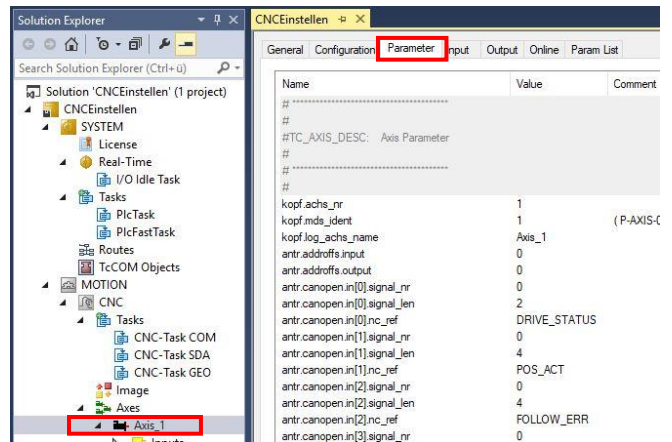 Solution Explorer
Search Solution Explorer (Ctrl+ü)
Solution 'CNCEinstellen' (1 project)
CNCEinstellen
SYSTEM
License
Real-Time
I/O Idle Task
Tasks
PlcTask
PlcFastTask
Routes
TcCOM Objects
MOTION
CNC
Tasks
CNC-Task COM
CNC-Task SDA
CNC-Task GEO
Image
Axes
Axis_1
Inputs
CNCEinstellen
General Configuration Parameter Input Output Online Param List
Name Value Comment
# ******************************************
#
#TC_AXIS_DESC: Axis Parameter
#
# ******************************************
#
kopf.achs_nr 1
kopf.mds_ident 1 ( P-AXIS-0
kopf.log_achs_name Axis_1
antr.addroffs.input 0
antr.addroffs.output 0
antr.canopen.in[0].signal_nr 0
antr.canopen.in[0].signal_len 2
antr.canopen.in[0].nc_ref DRIVE_STATUS
antr.canopen.in[1].signal_nr 0
antr.canopen.in[1].signal_len 4
antr.canopen.in[1].nc_ref POS_ACT
antr.canopen.in[2].signal_nr 0
antr.canopen.in[2].signal_len 4
antr.canopen.in[2].nc_ref FOLLOW_ERR
antr.canopen.in[3].signal_nr 0